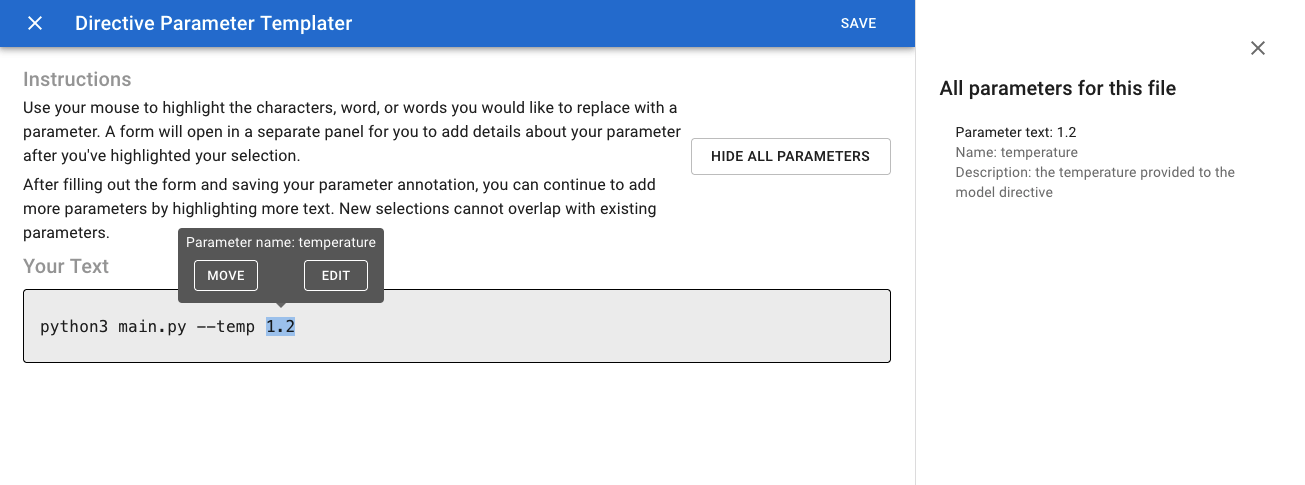 Directive Parameter Templater
SAVE
Instructions
Use your mouse to highlight the characters, word, or words you would like to replace with a
parameter. A form will open in a separate panel for you to add details about your parameter
after you've highlighted your selection.
HIDE ALL PARAMETERS
After filling out the form and saving your parameter annotation, you can continue to add
more parameters by highlighting more text. New selections cannot overlap with existing
parameters.
Parameter name: temperature
MOVE
EDIT
Your Text
python3 main.py --temp 1.2
All parameters for this file
Parameter text: 1.2
Name: temperature
Description: the temperature provided to the
model directive